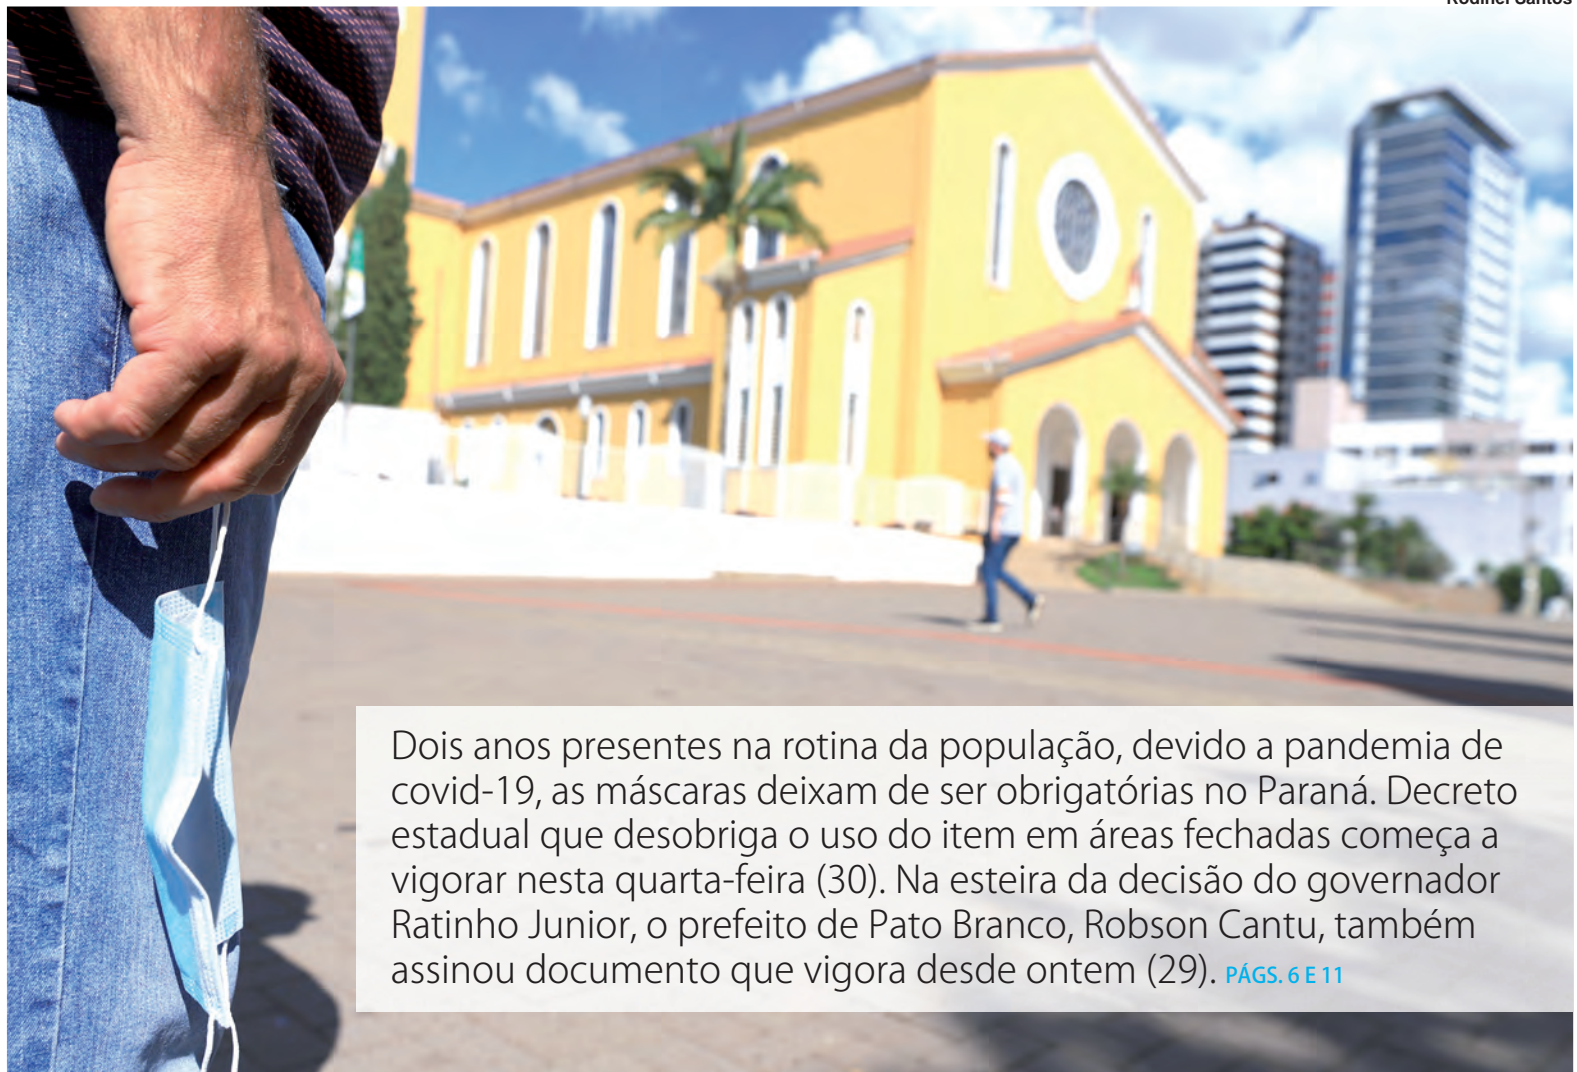 Rodinei Santos
Dois anos presentes na rotina da população, devido a pandemia de
covid-19, as máscaras deixam de ser obrigatórias no Paraná. Decreto
estadual que desobriga o uso do item em áreas fechadas começa a
vigorar nesta quarta-feira (30). Na esteira da decisão do governador
Ratinho Junior, o prefeito de Pato Branco, Robson Cantu, também
assinou documento que vigora desde ontem (29). PÁGS. 6 E 11